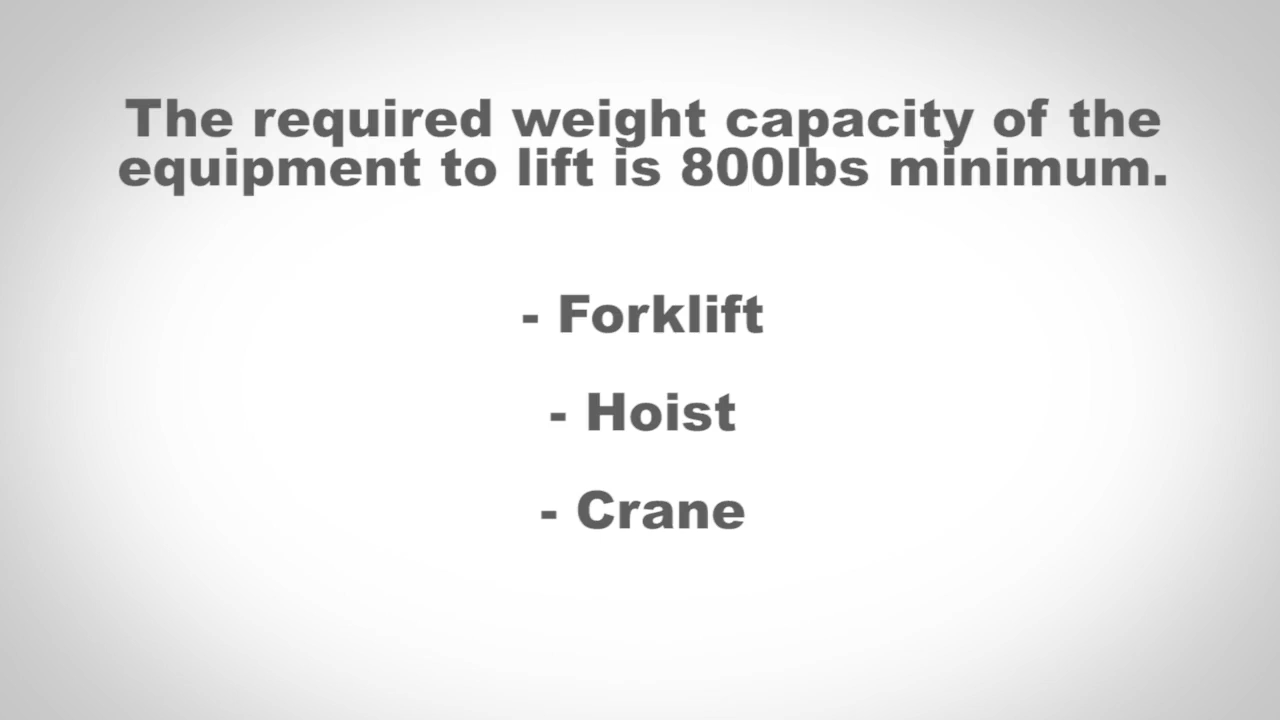 The required weight capacity of the
equipment to lift is 800lbs minimum.
- Forklift
- Hoist
- Crane